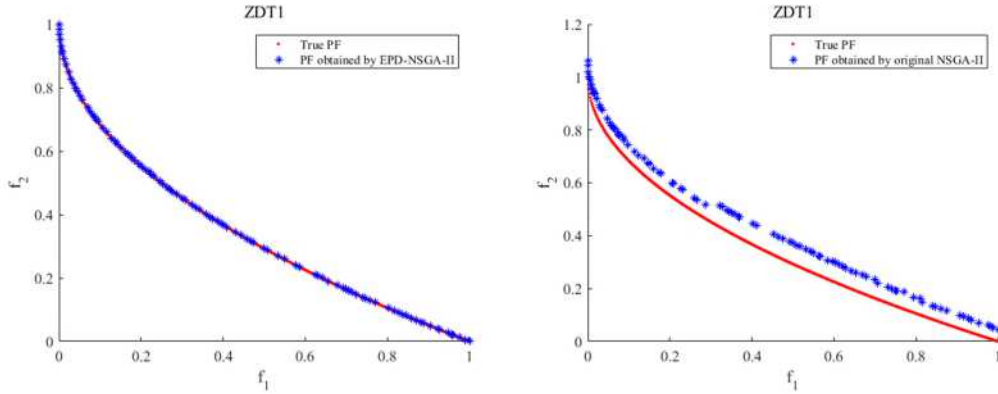 ZDT1
True PF
PF obtained by EPD-NSGA-II
1
0.8
0.6
0.4
0.2
0
f2
0 0.2 0.4 0.6 0.8 1
f1
ZDT1
True PF
PF obtained by original NSGA-II
1.2
1
0.8
0.6
0.4
0.2
0
f2
0 0.2 0.4 0.6 0.8 1
f1